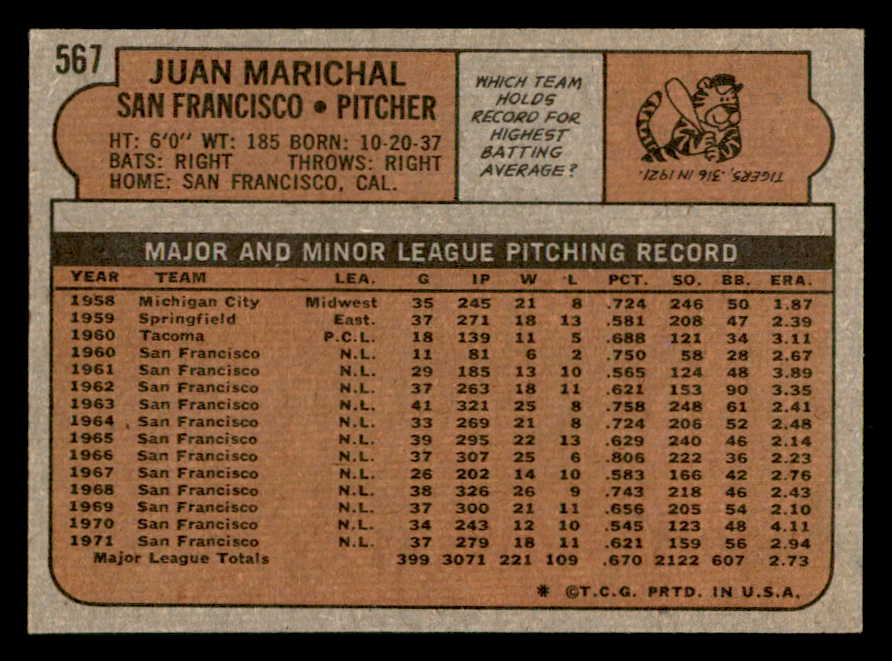 567
JUAN MARICHAL
SAN FRANCISCO • PITCHER
HT: 6'0" WT: 185 BORN: 10-20-37
BATS: RIGHT THROWS: RIGHT
HOME: SAN FRANCISCO, CAL.
WHICH TEAM
HOLDS
RECORD FOR
HIGHEST
BATTING
AVERAGE?
TIGERS, .316 IN 1921.
MAJOR AND MINOR LEAGUE PITCHING RECORD
YEAR TEAM LEA. G IP W L PCT. SO. BB. ERA.
1958 Michigan City Midwest 35 245 21 8 .724 246 50 1.87
1959 Springfield East. 37 271 18 13 .581 208 47 2.39
1960 Tacoma P.C.L. 18 139 11 5 .688 121 34 3.11
1960 San Francisco N.L. 11 81 6 2 .750 58 28 2.67
1961 San Francisco N.L. 29 185 13 10 .565 124 48 3.89
1962 San Francisco N.L. 37 263 18 11 .621 153 90 3.35
1963 San Francisco N.L. 41 321 25 8 .758 248 61 2.41
1964 San Francisco N.L. 33 269 21 8 .724 206 52 2.48
1965 San Francisco N.L. 39 295 22 13 .629 240 46 2.14
1966 San Francisco N.L. 37 307 25 6 .806 222 36 2.23
1967 San Francisco N.L. 26 202 14 10 .583 166 42 2.76
1968 San Francisco N.L. 38 326 26 9 .743 218 46 2.43
1969 San Francisco N.L. 37 300 21 11 .656 205 54 2.10
1970 San Francisco N.L. 34 243 12 10 .545 123 48 4.11
1971 San Francisco N.L. 37 279 18 11 .621 159 56 2.94
Major League Totals 399 3071 221 109 .670 2122 607 2.73
* ©T.C.G. PRTD. IN U.S.A.